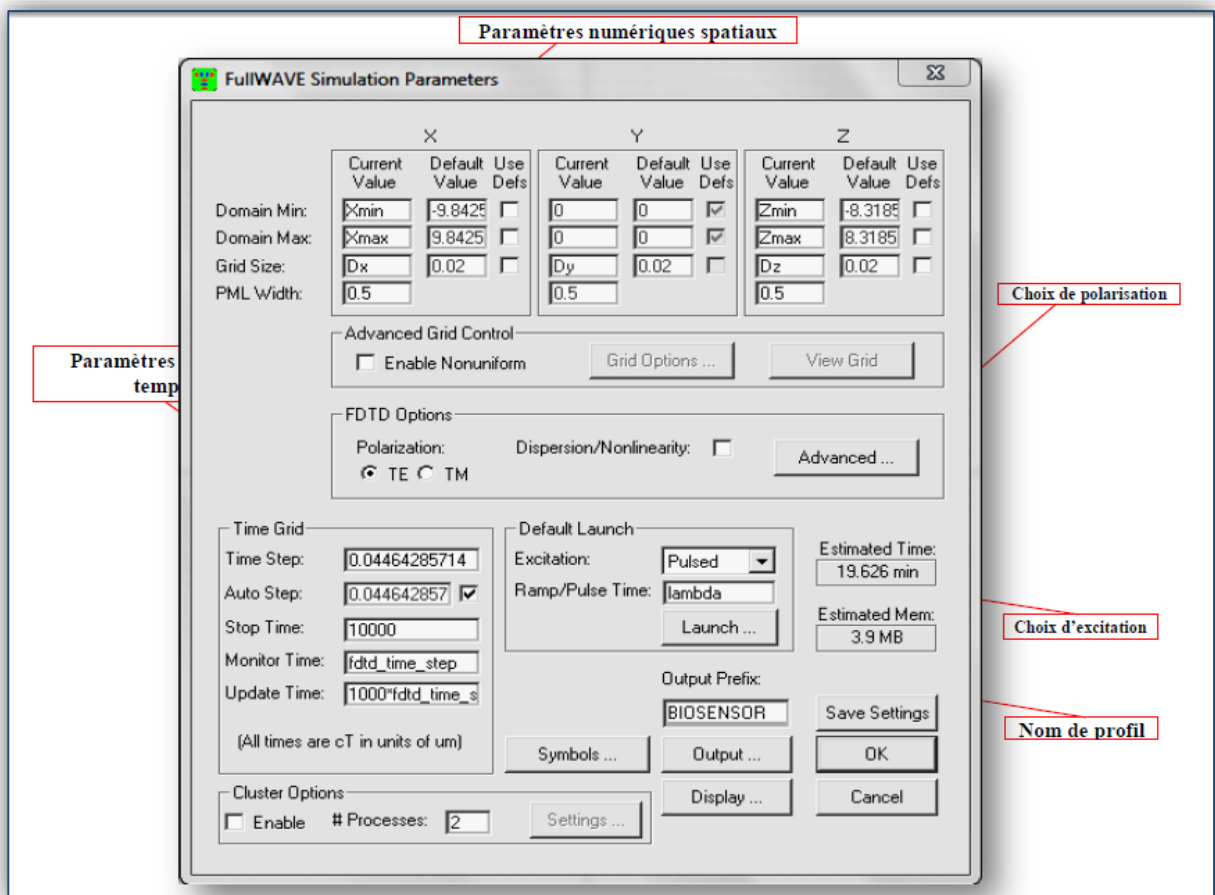 Paramètres numériques spatiaux
FullWAVE Simulation Parameters
X Y Z
Current Default Use Current Default Use Current Default Use
Value Value Defs Value Value Defs Value Value Defs
Domain Min: Xmin -9.8425 0 0 Zmin -8.3185
Domain Max: Xmax 9.8425 0 0 Zmax 8.3185
Grid Size: Dx 0.02 Dy 0.02 Dz 0.02
PML Width: 0.5 0.5 0.5
Choix de polarisation
Advanced Grid Control
Enable Nonuniform Grid Options ... View Grid
Paramètres
temp
FDTD Options
Polarization: Dispersion/Nonlinearity: Advanced ...
TE TM
Time Grid
Time Step: 0.04464285714
Auto Step: 0.044642857
Stop Time: 10000
Monitor Time: fdtd_time_step
Update Time: 1000*fdtd_time_s
(All times are cT in units of um)
Default Launch
Excitation: Pulsed
Ramp/Pulse Time: lambda
Launch ...
Estimated Time:
19.626 min
Estimated Mem:
3.9 MB
Choix d'excitation
Output Prefix:
BIOSENSOR Save Settings
Nom de profil
Symbols ... Output ... OK
Display ... Cancel
Cluster Options
Enable # Processes: 2 Settings ...